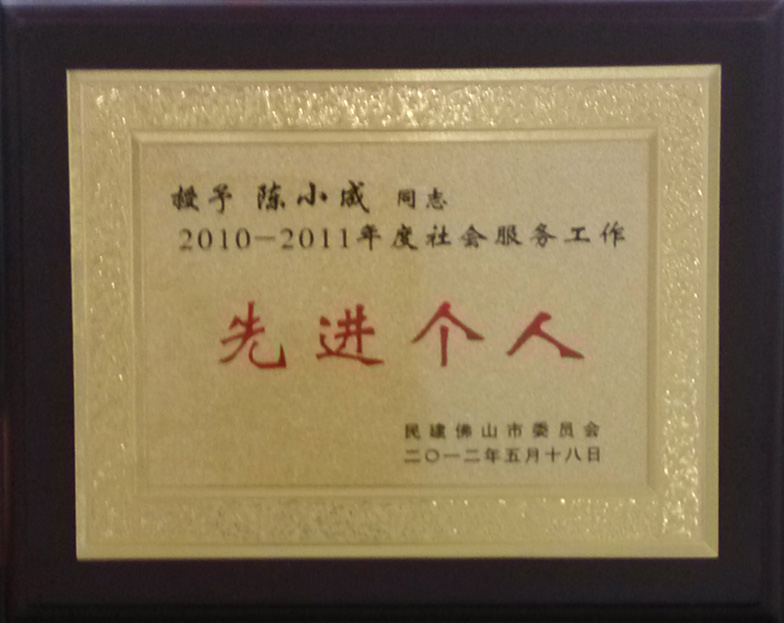 授予 陈小成 同志
2010-2011年度社会服务工作
先进个人
民建佛山市委员会
二〇一二年五月十八日